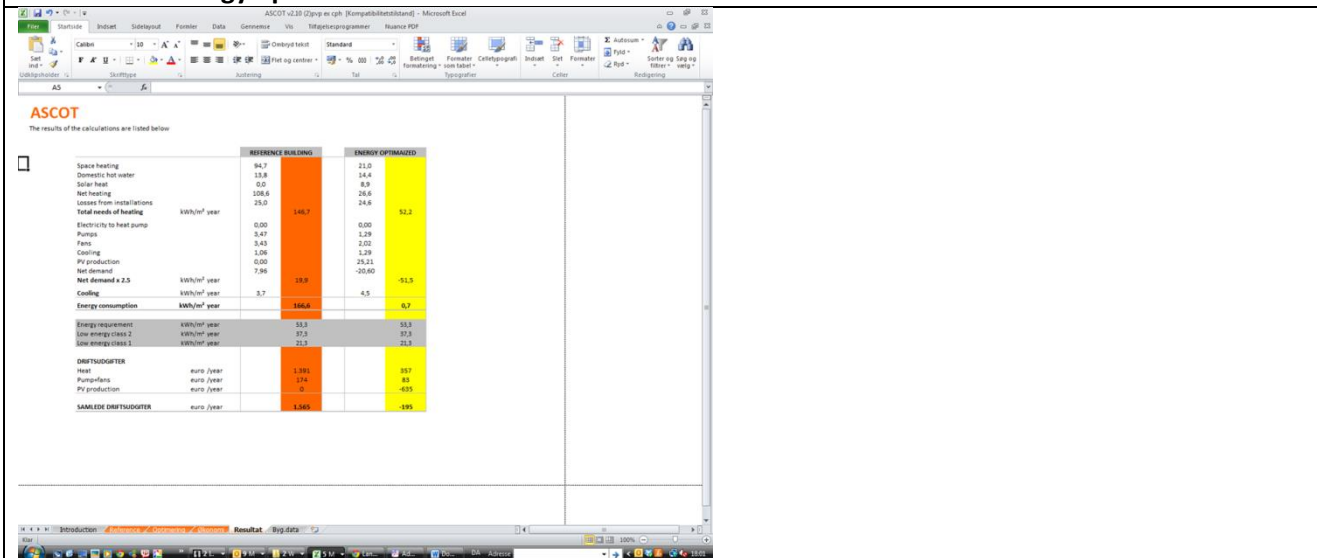 ASCOT v2.10 (2)pvp ex cph [Kompatibilitetstilstand] - Microsoft Excel
Filer Startside Indsæt Sidelayout Formler Data Gennemse Vis Tilføjelsesprogrammer Nuance PDF
Calibri 10 Ombryd tekst Standard Autosum
Sæt ind Flet og centrer Betinget formatering Formater som tabel Celletypografi Indsæt Slet Formater Fyld Ryd Sorter og filtrer Søg og vælg
Udklipsholder Skrifttype Justering Tal Typografier Celler Redigering
A5 fx
ASCOT
The results of the calculations are listed below
REFERENCE BUILDING ENERGY OPTIMAIZED
Space heating 94,7 21,0
Domestic hot water 13,8 14,4
Solar heat 0,0 8,9
Net heating 108,6 26,6
Losses from installations 25,0 24,6
Total needs of heating kWh/m² year 146,7 52,2
Electricity to heat pump 0,00 0,00
Pumps 3,47 1,29
Fans 3,43 2,02
Cooling 1,06 1,29
PV production 0,00 25,21
Net demand 7,96 -20,60
Net demand x 2.5 kWh/m² year 19,9 -51,5
Cooling kWh/m² year 3,7 4,5
Energy consumption kWh/m² year 166,6 0,7
Energy requrement kWh/m² year 53,3 53,3
Low energy class 2 kWh/m² year 37,3 37,3
Low energy class 1 kWh/m² year 21,3 21,3
DRIFTSUDGIFTER
Heat euro /year 1.391 357
Pump+fans euro /year 174 83
PV production euro /year 0 -635
SAMLEDE DRIFTSUDGITER euro /year 1.565 -195
Introduction Reference Optimering Økonomi Resultat Byg.data
Klar 100%
DA Adresse 18:01